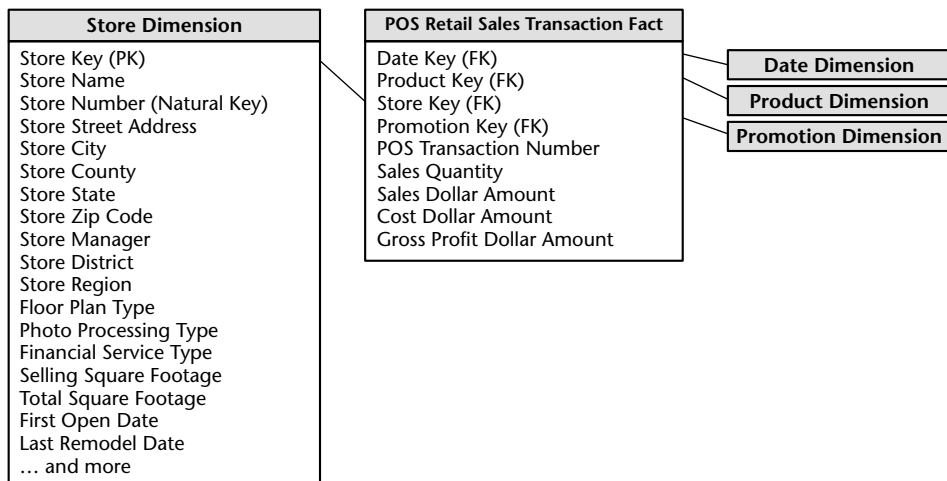 Store Dimension
Store Key (PK)
Store Name
Store Number (Natural Key)
Store Street Address
Store City
Store County
Store State
Store Zip Code
Store Manager
Store District
Store Region
Floor Plan Type
Photo Processing Type
Financial Service Type
Selling Square Footage
Total Square Footage
First Open Date
Last Remodel Date
… and more
POS Retail Sales Transaction Fact
Date Key (FK)
Product Key (FK)
Store Key (FK)
Promotion Key (FK)
POS Transaction Number
Sales Quantity
Sales Dollar Amount
Cost Dollar Amount
Gross Profit Dollar Amount
Date Dimension
Product Dimension
Promotion Dimension